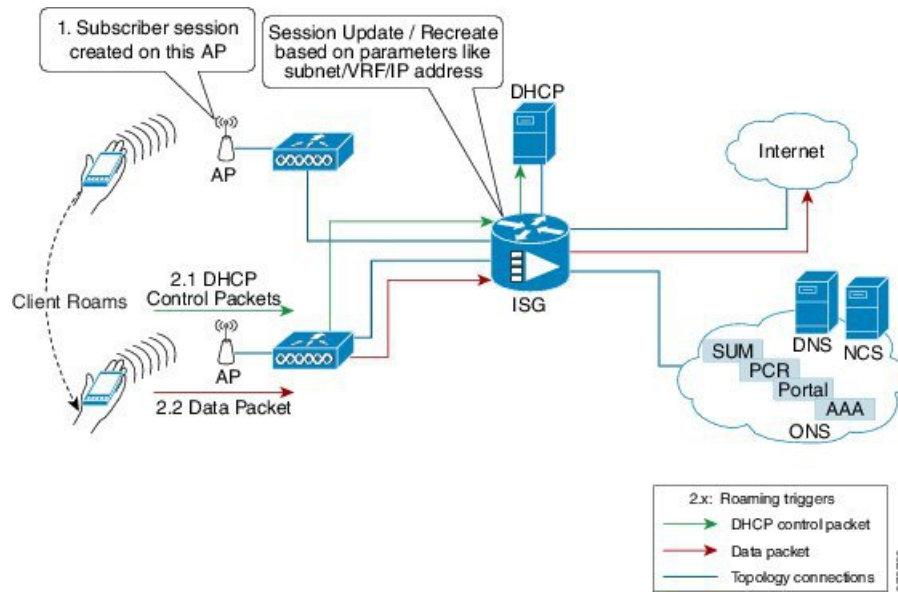 1. Subscriber session
created on this AP
Session Update / Recreate
based on parameters like
subnet/VRF/IP address
DHCP
AP
Internet
Client Roams
2.1 DHCP
Control Packets
ISG
AP
2.2 Data Packet
DNS
NCS
SUM
PCR
Portal
AAA
ONS
2.x: Roaming triggers
DHCP control packet
Data packet
Topology connections